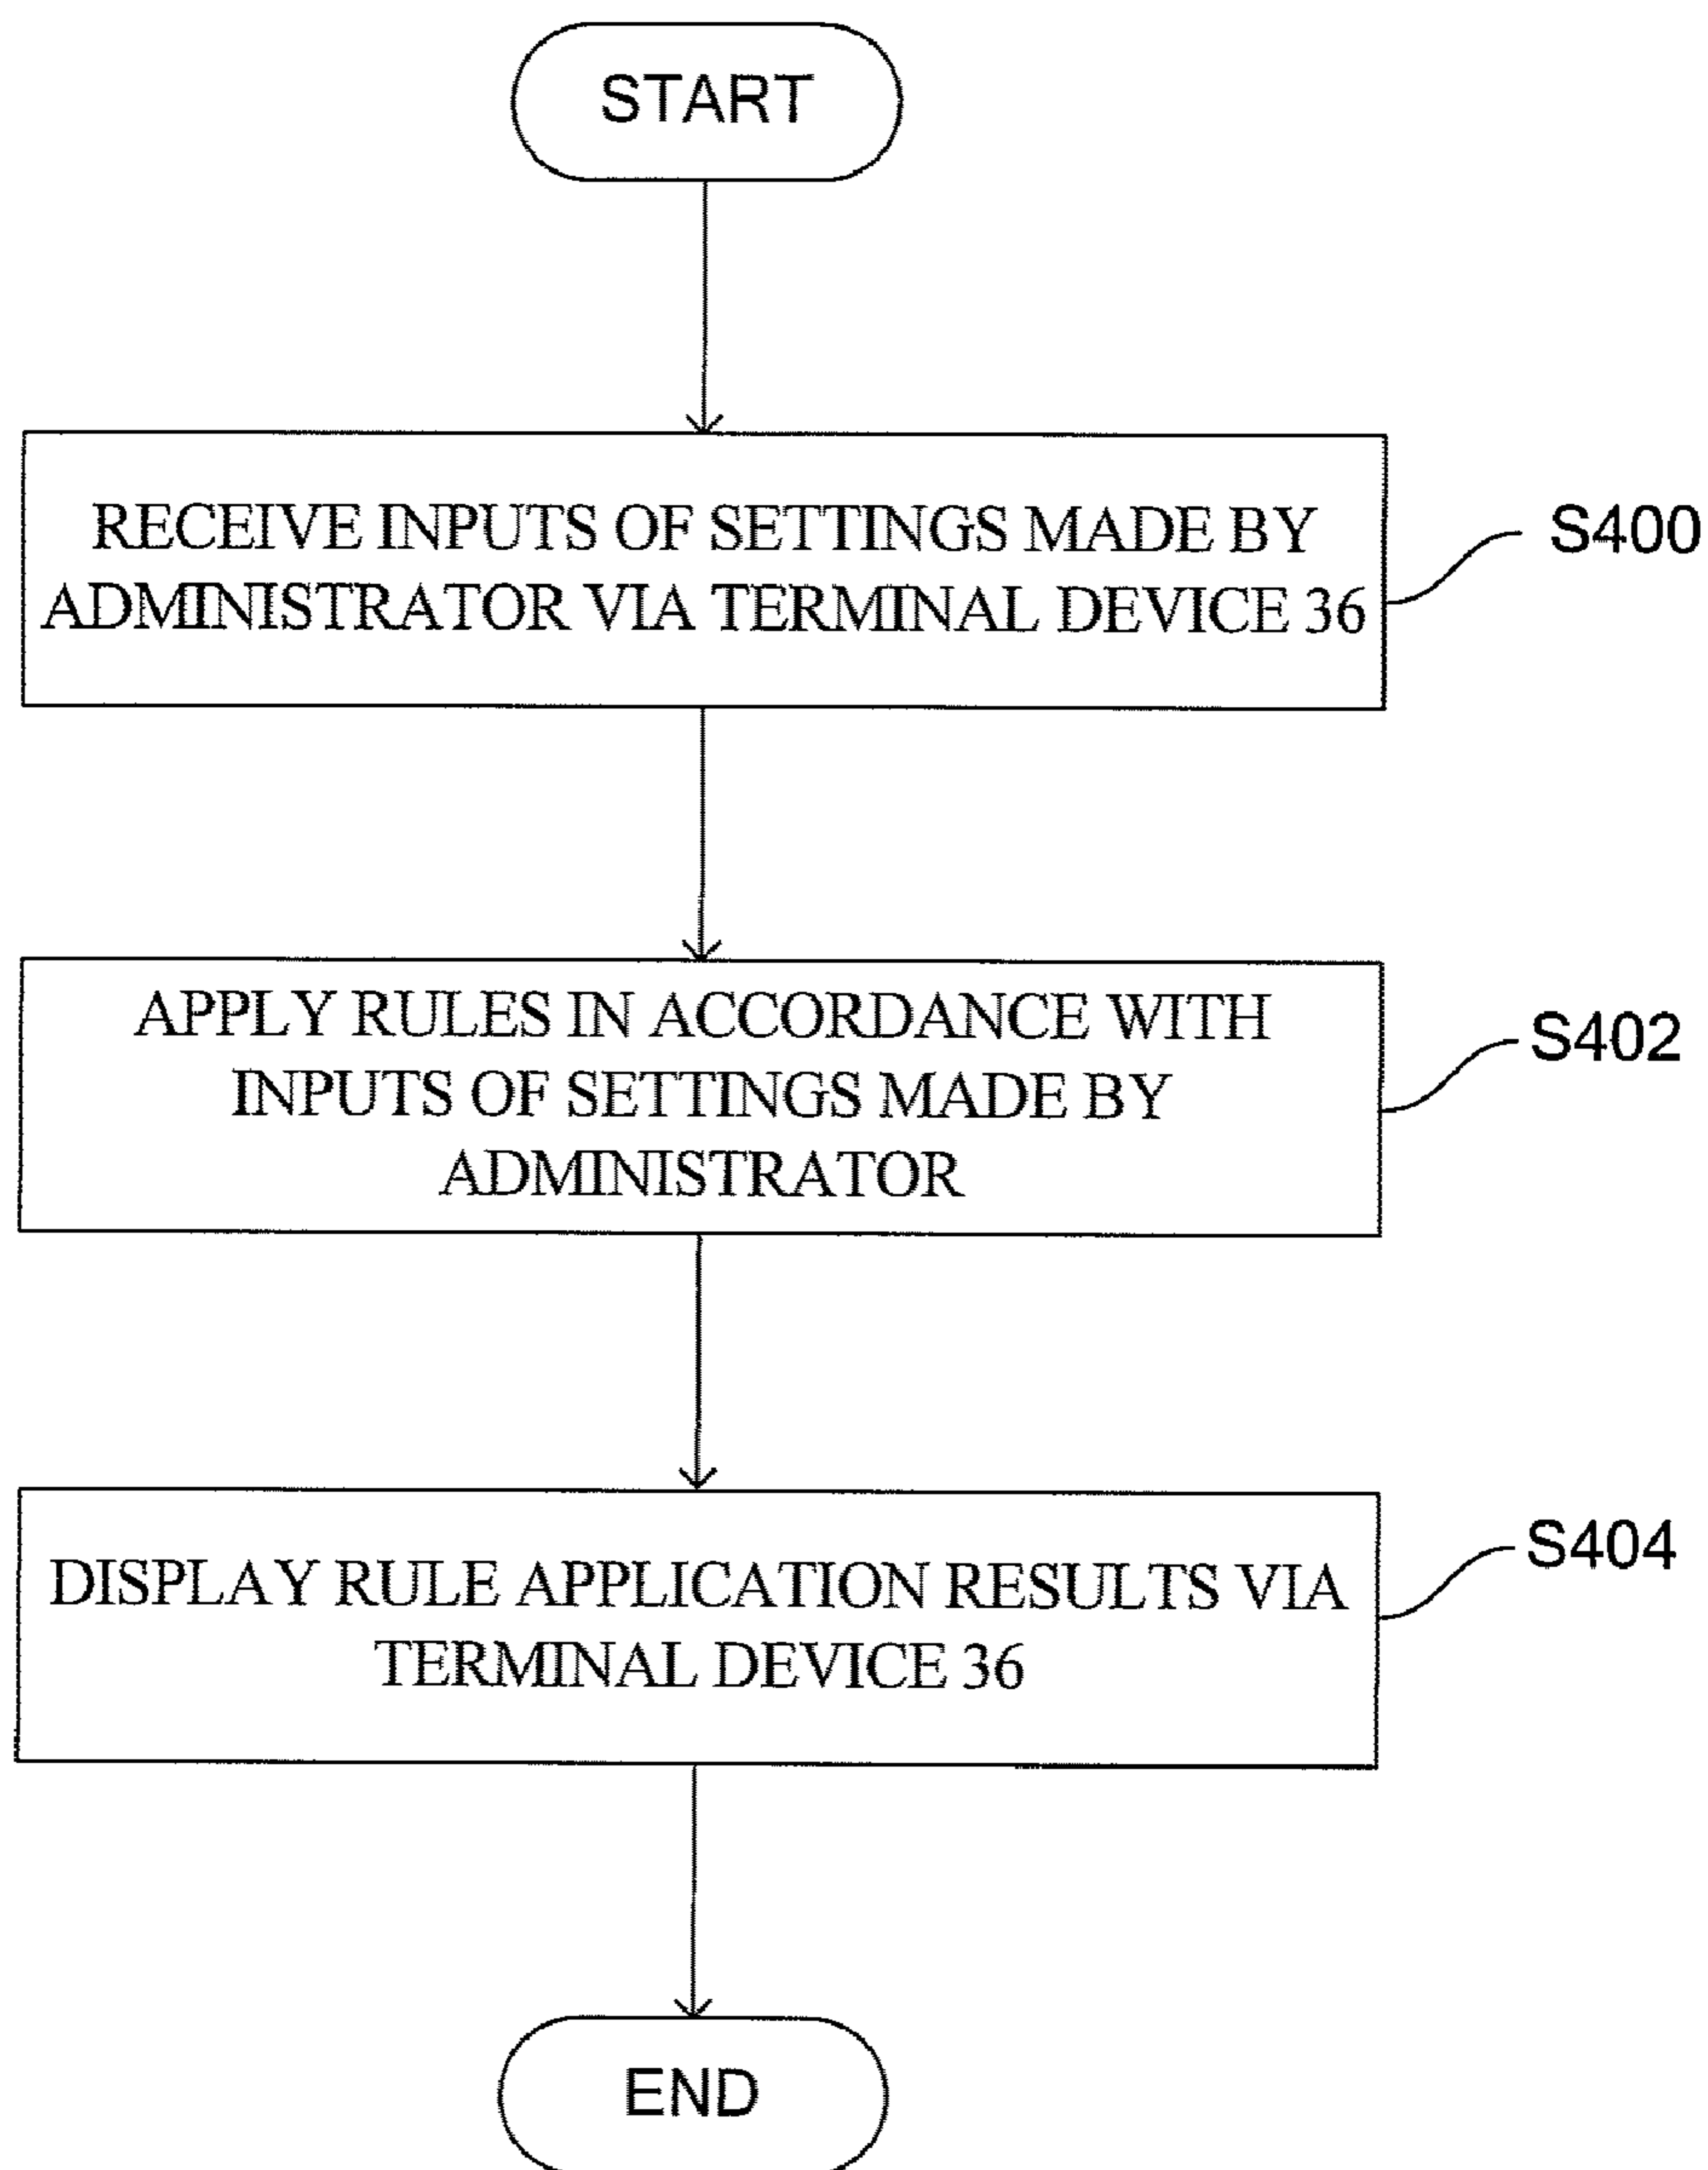 START
RECEIVE INPUTS OF SETTINGS MADE BY
ADMINISTRATOR VIA TERMINAL DEVICE 36
S400
APPLY RULES IN ACCORDANCE WITH
INPUTS OF SETTINGS MADE BY
ADMINISTRATOR
S402
DISPLAY RULE APPLICATION RESULTS VIA
TERMINAL DEVICE 36
S404
END